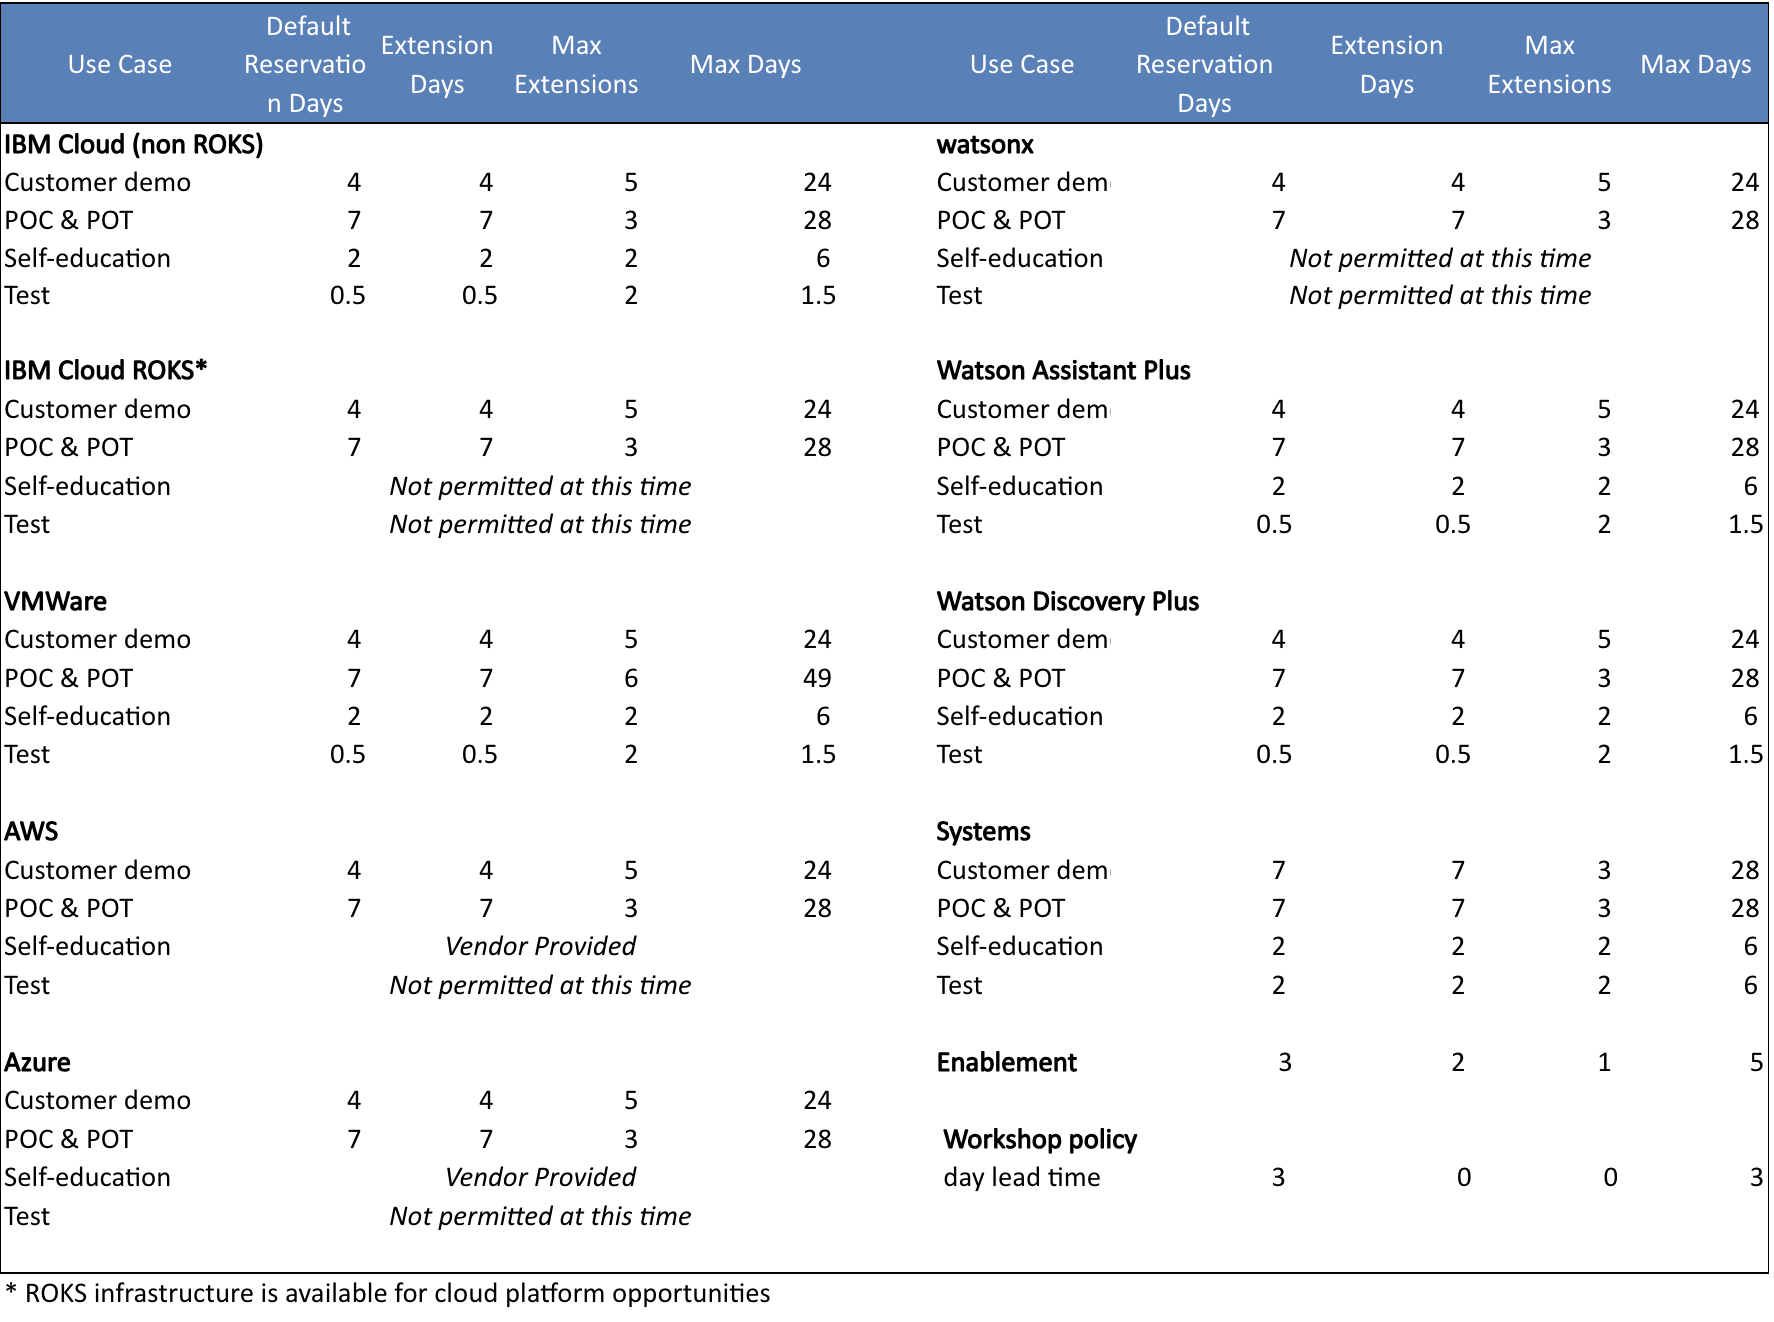 Use Case Default Reservatio n Days Extension Days Max Extensions Max Days
IBM Cloud (non ROKS)
Customer demo 4 4 5 24
POC & POT 7 7 3 28
Self-education 2 2 2 6
Test 0.5 0.5 2 1.5
IBM Cloud ROKS*
Customer demo 4 4 5 24
POC & POT 7 7 3 28
Self-education Not permitted at this time
Test Not permitted at this time
VMWare
Customer demo 4 4 5 24
POC & POT 7 7 6 49
Self-education 2 2 2 6
Test 0.5 0.5 2 1.5
AWS
Customer demo 4 4 5 24
POC & POT 7 7 3 28
Self-education Vendor Provided
Test Not permitted at this time
Azure
Customer demo 4 4 5 24
POC & POT 7 7 3 28
Self-education Vendor Provided
Test Not permitted at this time
Use Case Default Reservation Days Extension Days Max Extensions Max Days
watsonx
Customer dem 4 4 5 24
POC & POT 7 7 3 28
Self-education Not permitted at this time
Test Not permitted at this time
Watson Assistant Plus
Customer dem 4 4 5 24
POC & POT 7 7 3 28
Self-education 2 2 2 6
Test 0.5 0.5 2 1.5
Watson Discovery Plus
Customer dem 4 4 5 24
POC & POT 7 7 3 28
Self-education 2 2 2 6
Test 0.5 0.5 2 1.5
Systems
Customer dem 7 7 3 28
POC & POT 7 7 3 28
Self-education 2 2 2 6
Test 2 2 2 6
Enablement 3 2 1 5
Workshop policy
day lead time 3 0 0 3
* ROKS infrastructure is available for cloud platform opportunities